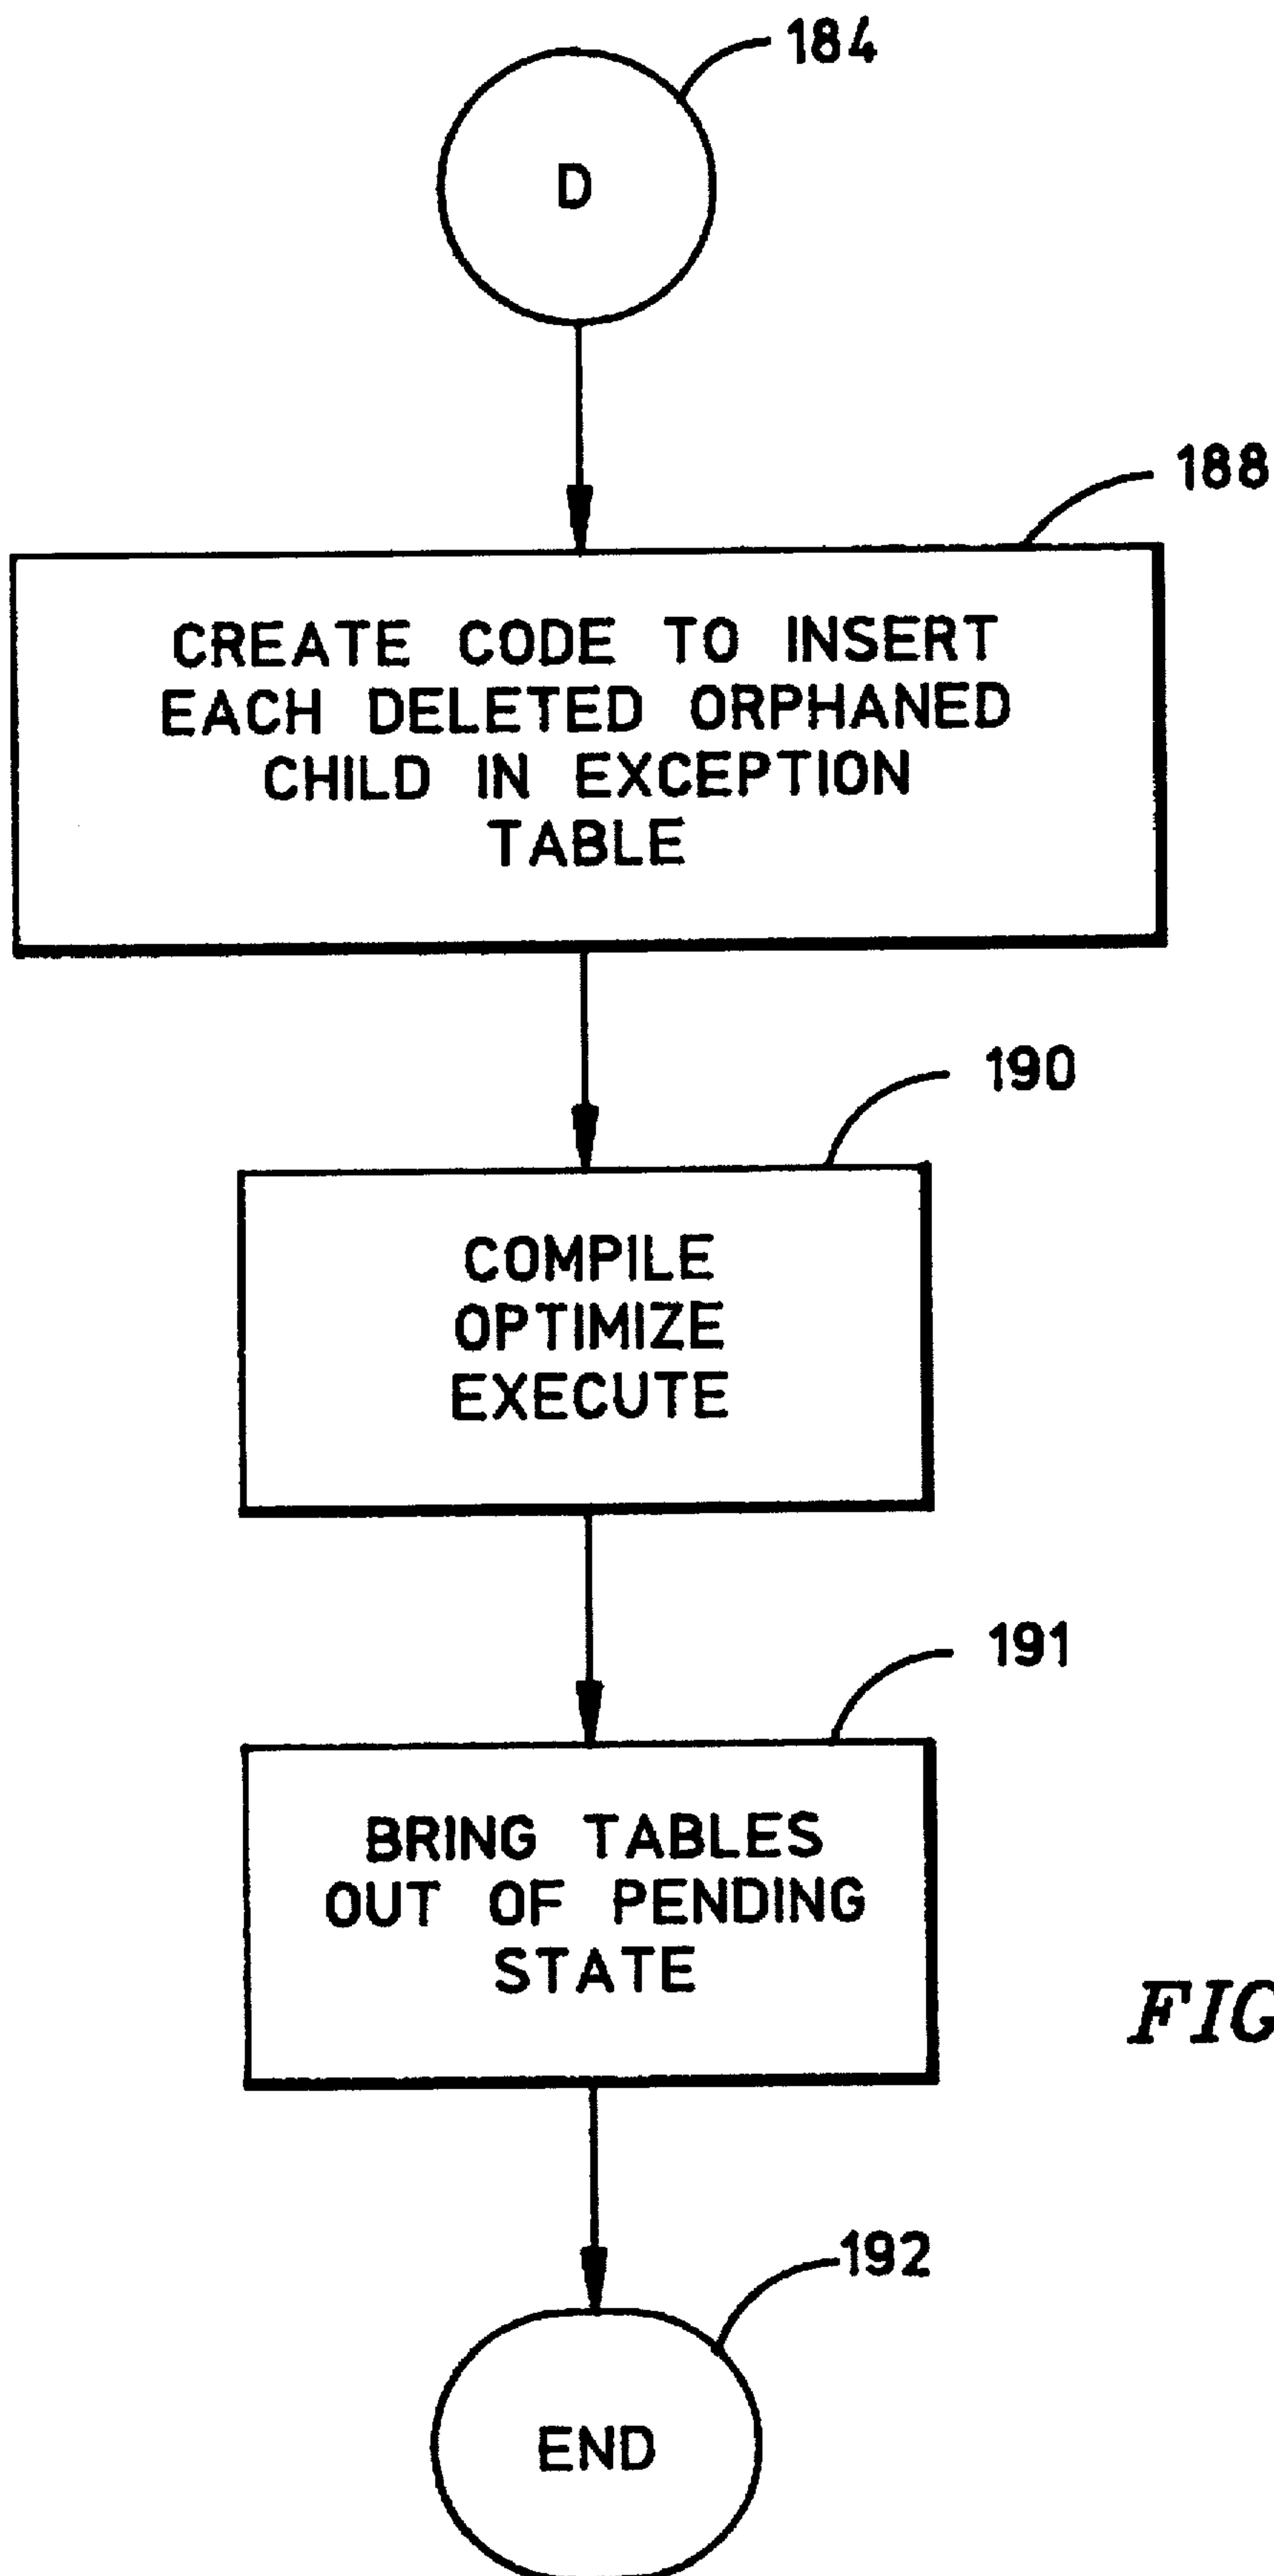 184
D
188
CREATE CODE TO INSERT
EACH DELETED ORPHANED
CHILD IN EXCEPTION
TABLE
190
COMPILE
OPTIMIZE
EXECUTE
191
BRING TABLES
OUT OF PENDING
STATE
FIG
192
END